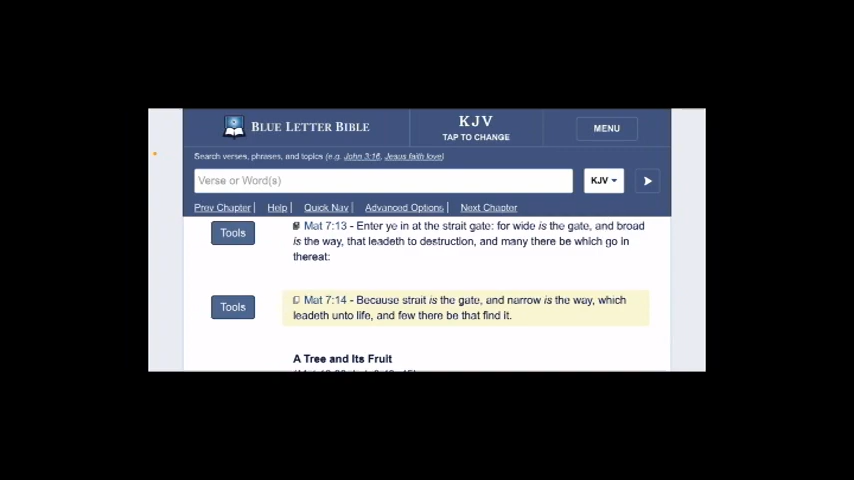 BLUE LETTER BIBLE
KJV
TAP TO CHANGE
MENU
Search verses, phrases, and topics (e.g. John 3:16, Jesus faith love)
Verse or Word(s)
KJV
Prev Chapter | Help | Quick Nav | Advanced Options | Next Chapter
Tools
Mat 7:13 - Enter ye in at the strait gate: for wide is the gate, and broad
is the way, that leadeth to destruction, and many there be which go in
thereat:
Tools
Mat 7:14 - Because strait is the gate, and narrow is the way, which
leadeth unto life, and few there be that find it.
A Tree and Its Fruit